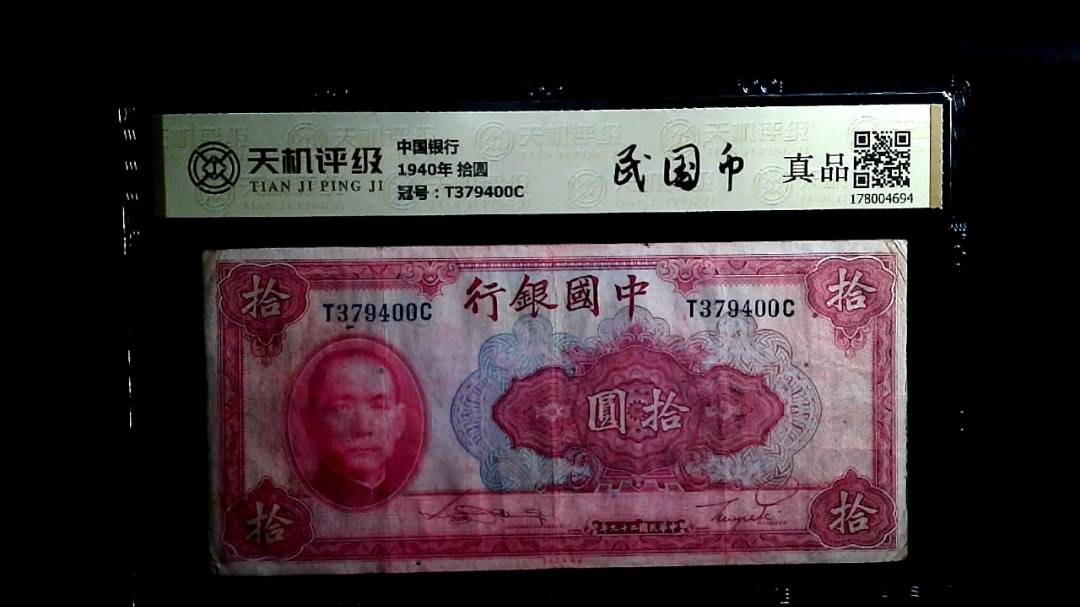 天机评级
TIAN JI PING JI
中国银行
1940年 拾圆
冠号：T379400C
民国币
真品
178004694
拾
拾
行銀國中
T379400C
T379400C
圓拾
拾
拾